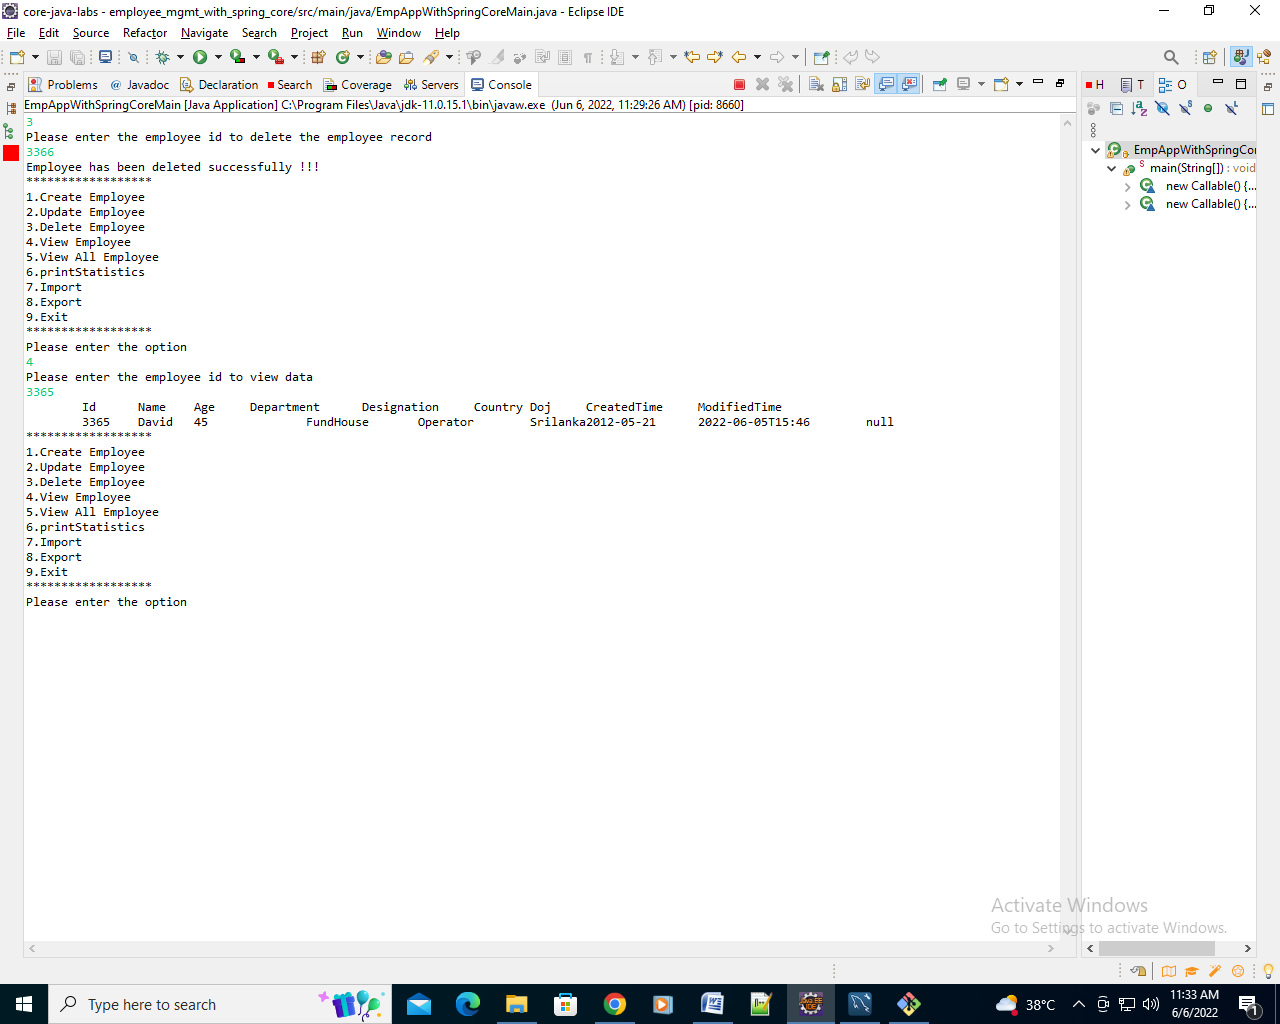 core-java-labs - employee_mgmt_with_spring_core/src/main/java/EmpAppWithSpringCoreMain.java - Eclipse IDE
File Edit Source Refactor Navigate Search Project Run Window Help
Problems @ Javadoc Declaration Search Coverage Servers Console
H T O
EmpAppWithSpringCoreMain [Java Application] C:\Program Files\Java\jdk-11.0.15.1\bin\javaw.exe (Jun 6, 2022, 11:29:26 AM) [pid: 8660]
3
Please enter the employee id to delete the employee record
3366
Employee has been deleted successfully !!!
******************
1.Create Employee
2.Update Employee
3.Delete Employee
4.View Employee
5.View All Employee
6.printStatistics
7.Import
8.Export
9.Exit
******************
Please enter the option
4
Please enter the employee id to view data
3365
Id Name Age Department Designation Country Doj CreatedTime ModifiedTime
3365 David 45 FundHouse Operator Srilanka2012-05-21 2022-06-05T15:46 null
******************
1.Create Employee
2.Update Employee
3.Delete Employee
4.View Employee
5.View All Employee
6.printStatistics
7.Import
8.Export
9.Exit
******************
Please enter the option
EmpAppWithSpringCor
main(String[]) : void
new Callable() {...
new Callable() {...
Activate Windows
Go to Settings to activate Windows.
Type here to search
38°C
11:33 AM
6/6/2022
1